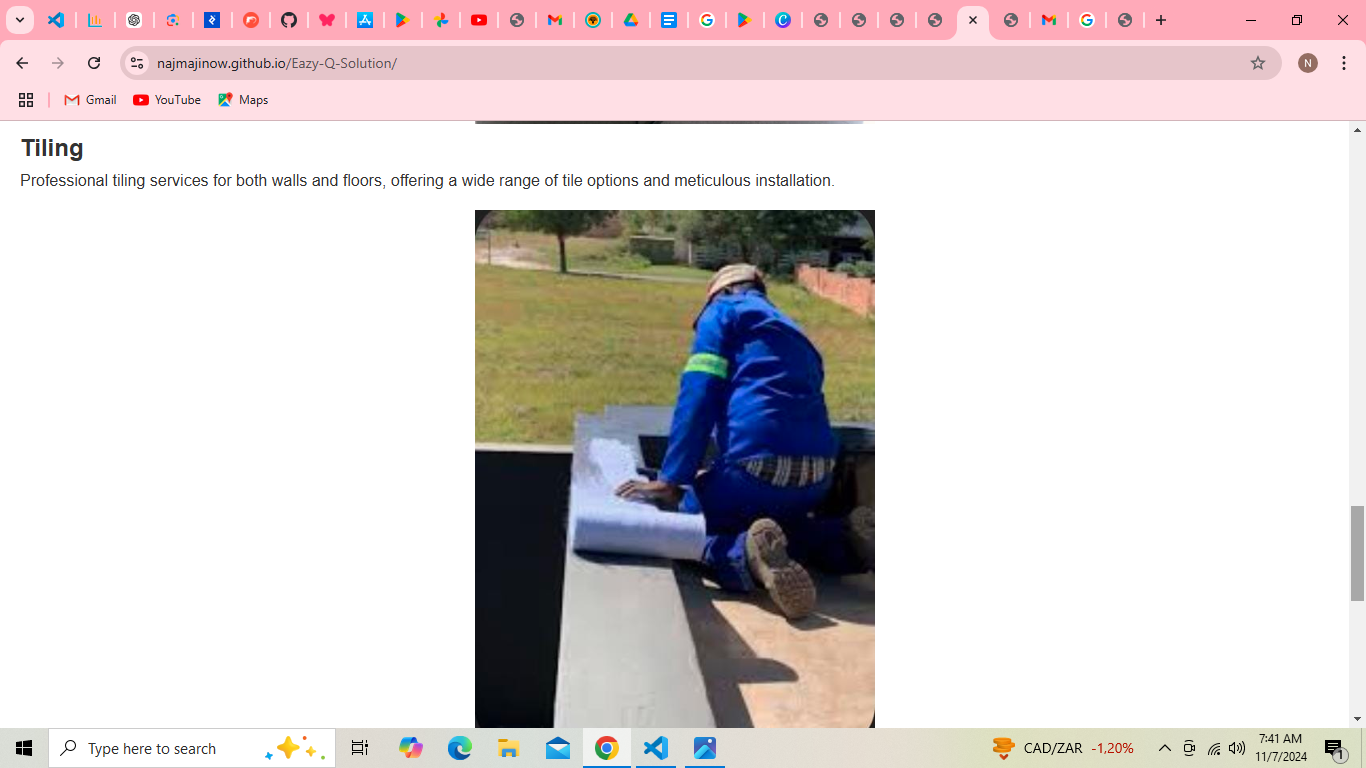 najmajinow.github.io/Eazy-Q-Solution/
N
Gmail
YouTube
Maps
Tiling
Professional tiling services for both walls and floors, offering a wide range of tile options and meticulous installation.
Type here to search
CAD/ZAR -1,20%
7:41 AM
11/7/2024
1